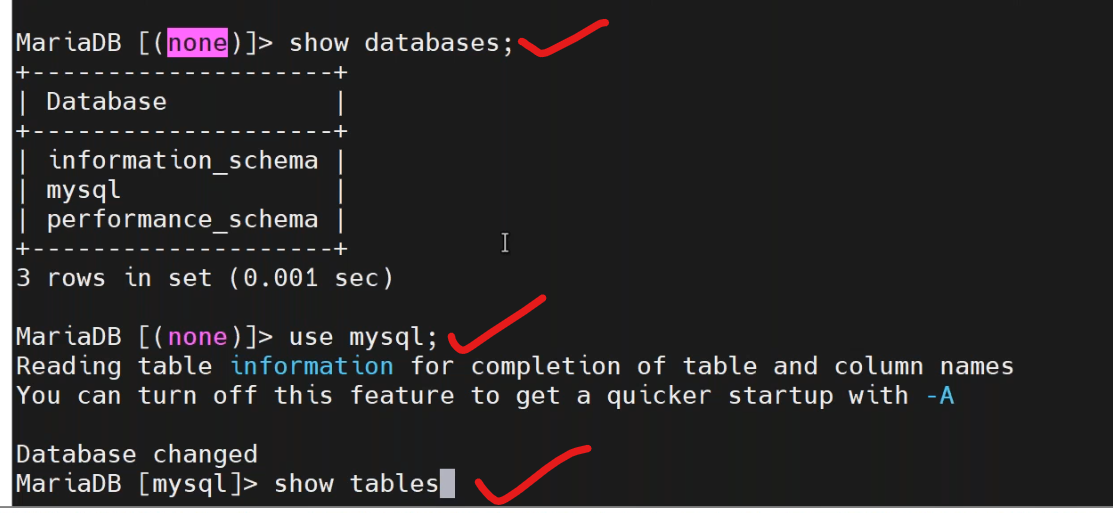 MariaDB [(none)]> show databases;
+--------------------+
| Database           |
+--------------------+
| information_schema |
| mysql              |
| performance_schema |
+--------------------+
3 rows in set (0.001 sec)
MariaDB [(none)]> use mysql;
Reading table information for completion of table and column names
You can turn off this feature to get a quicker startup with -A
Database changed
MariaDB [mysql]> show tables